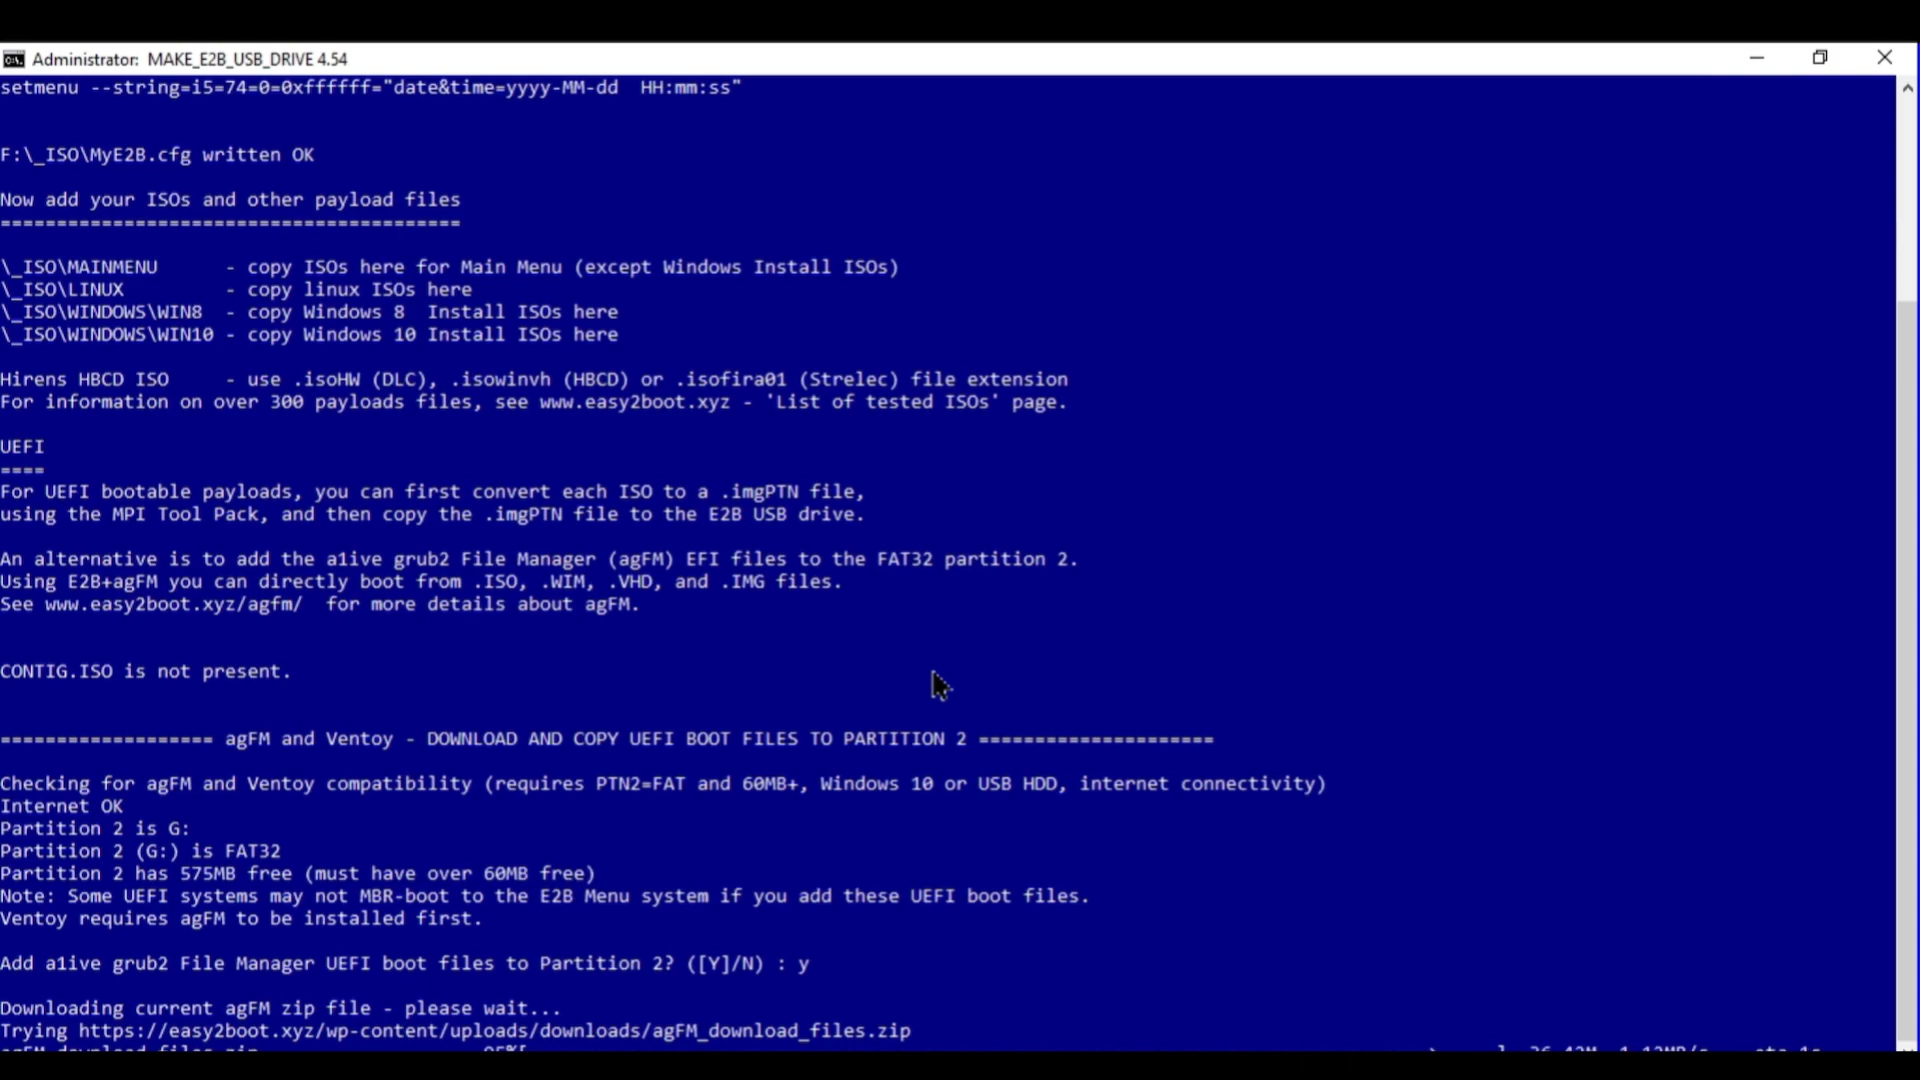 Administrator:  MAKE_E2B_USB_DRIVE 4.54
setmenu --string=i5=74=0=0xffffff="date&time=yyyy-MM-dd  HH:mm:ss"
F:\_ISO\MyE2B.cfg written OK
Now add your ISOs and other payload files
=========================================
\_ISO\MAINMENU      - copy ISOs here for Main Menu (except Windows Install ISOs)
\_ISO\LINUX         - copy linux ISOs here
\_ISO\WINDOWS\WIN8  - copy Windows 8  Install ISOs here
\_ISO\WINDOWS\WIN10 - copy Windows 10 Install ISOs here
Hirens HBCD ISO     - use .isoHW (DLC), .isowinvh (HBCD) or .isofira01 (Strelec) file extension
For information on over 300 payloads files, see www.easy2boot.xyz - 'List of tested ISOs' page.
UEFI
====
For UEFI bootable payloads, you can first convert each ISO to a .imgPTN file,
using the MPI Tool Pack, and then copy the .imgPTN file to the E2B USB drive.
An alternative is to add the a1ive grub2 File Manager (agFM) EFI files to the FAT32 partition 2.
Using E2B+agFM you can directly boot from .ISO, .WIM, .VHD, and .IMG files.
See www.easy2boot.xyz/agfm/  for more details about agFM.
CONTIG.ISO is not present.
=================== agFM and Ventoy - DOWNLOAD AND COPY UEFI BOOT FILES TO PARTITION 2 =====================
Checking for agFM and Ventoy compatibility (requires PTN2=FAT and 60MB+, Windows 10 or USB HDD, internet connectivity)
Internet OK
Partition 2 is G:
Partition 2 (G:) is FAT32
Partition 2 has 575MB free (must have over 60MB free)
Note: Some UEFI systems may not MBR-boot to the E2B Menu system if you add these UEFI boot files.
Ventoy requires agFM to be installed first.
Add a1ive grub2 File Manager UEFI boot files to Partition 2? ([Y]/N) : y
Downloading current agFM zip file - please wait...
Trying https://easy2boot.xyz/wp-content/uploads/downloads/agFM_download_files.zip